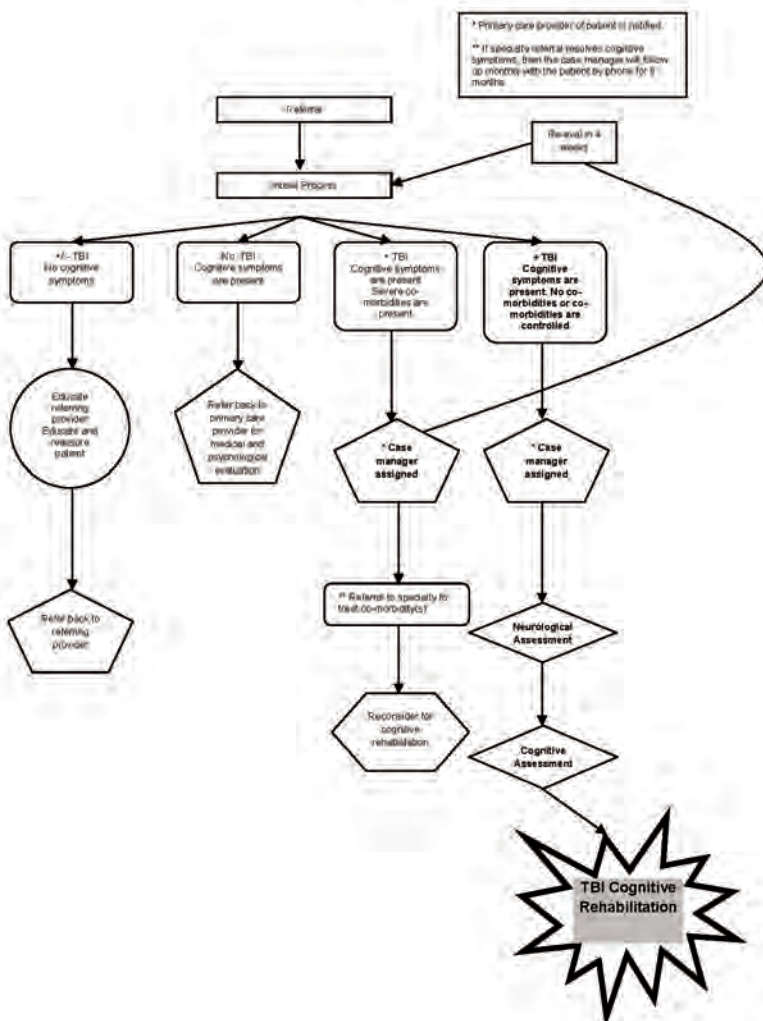 * Primary care provider of patient is notified.
** If specialty referral resolves cognitive
symptoms, then the case manager will follow
up monthly with the patient by phone for 6
months
Referral
Re-eval in 4
weeks
Initial Process
+/- TBI
No cognitive
symptoms
No TBI
Cognitive symptoms
are present
+ TBI
Cognitive symptoms
are present
Severe co-
morbidities are
present
+ TBI
Cognitive
symptoms are
present. No co-
morbidities or co-
morbidities are
controlled
Educate
referring
provider
Educate and
reassure
patient
Refer back to
primary care
provider for
medical and
psychological
evaluation
* Case
manager
assigned
* Case
manager
assigned
Refer back to
referring
provider
** Referral to specialty to
treat co-morbidity(s)
Neurological
Assessment
Reconsider for
cognitive
rehabilitation
Cognitive
Assessment
TBI Cognitive
Rehabilitation